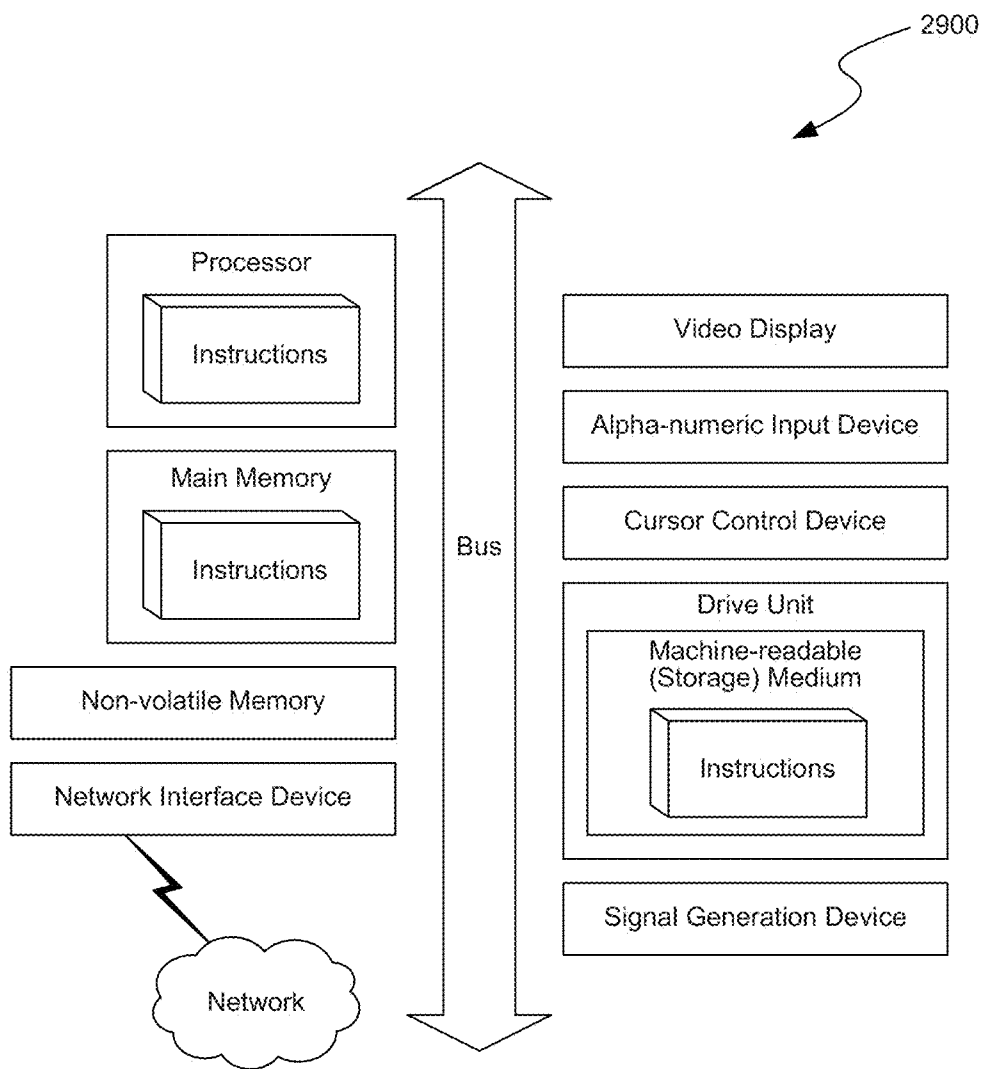 2900
Processor
Instructions
Main Memory
Instructions
Non-volatile Memory
Network Interface Device
Network
Bus
Video Display
Alpha-numeric Input Device
Cursor Control Device
Drive Unit
Machine-readable
(Storage) Medium
Instructions
Signal Generation Device